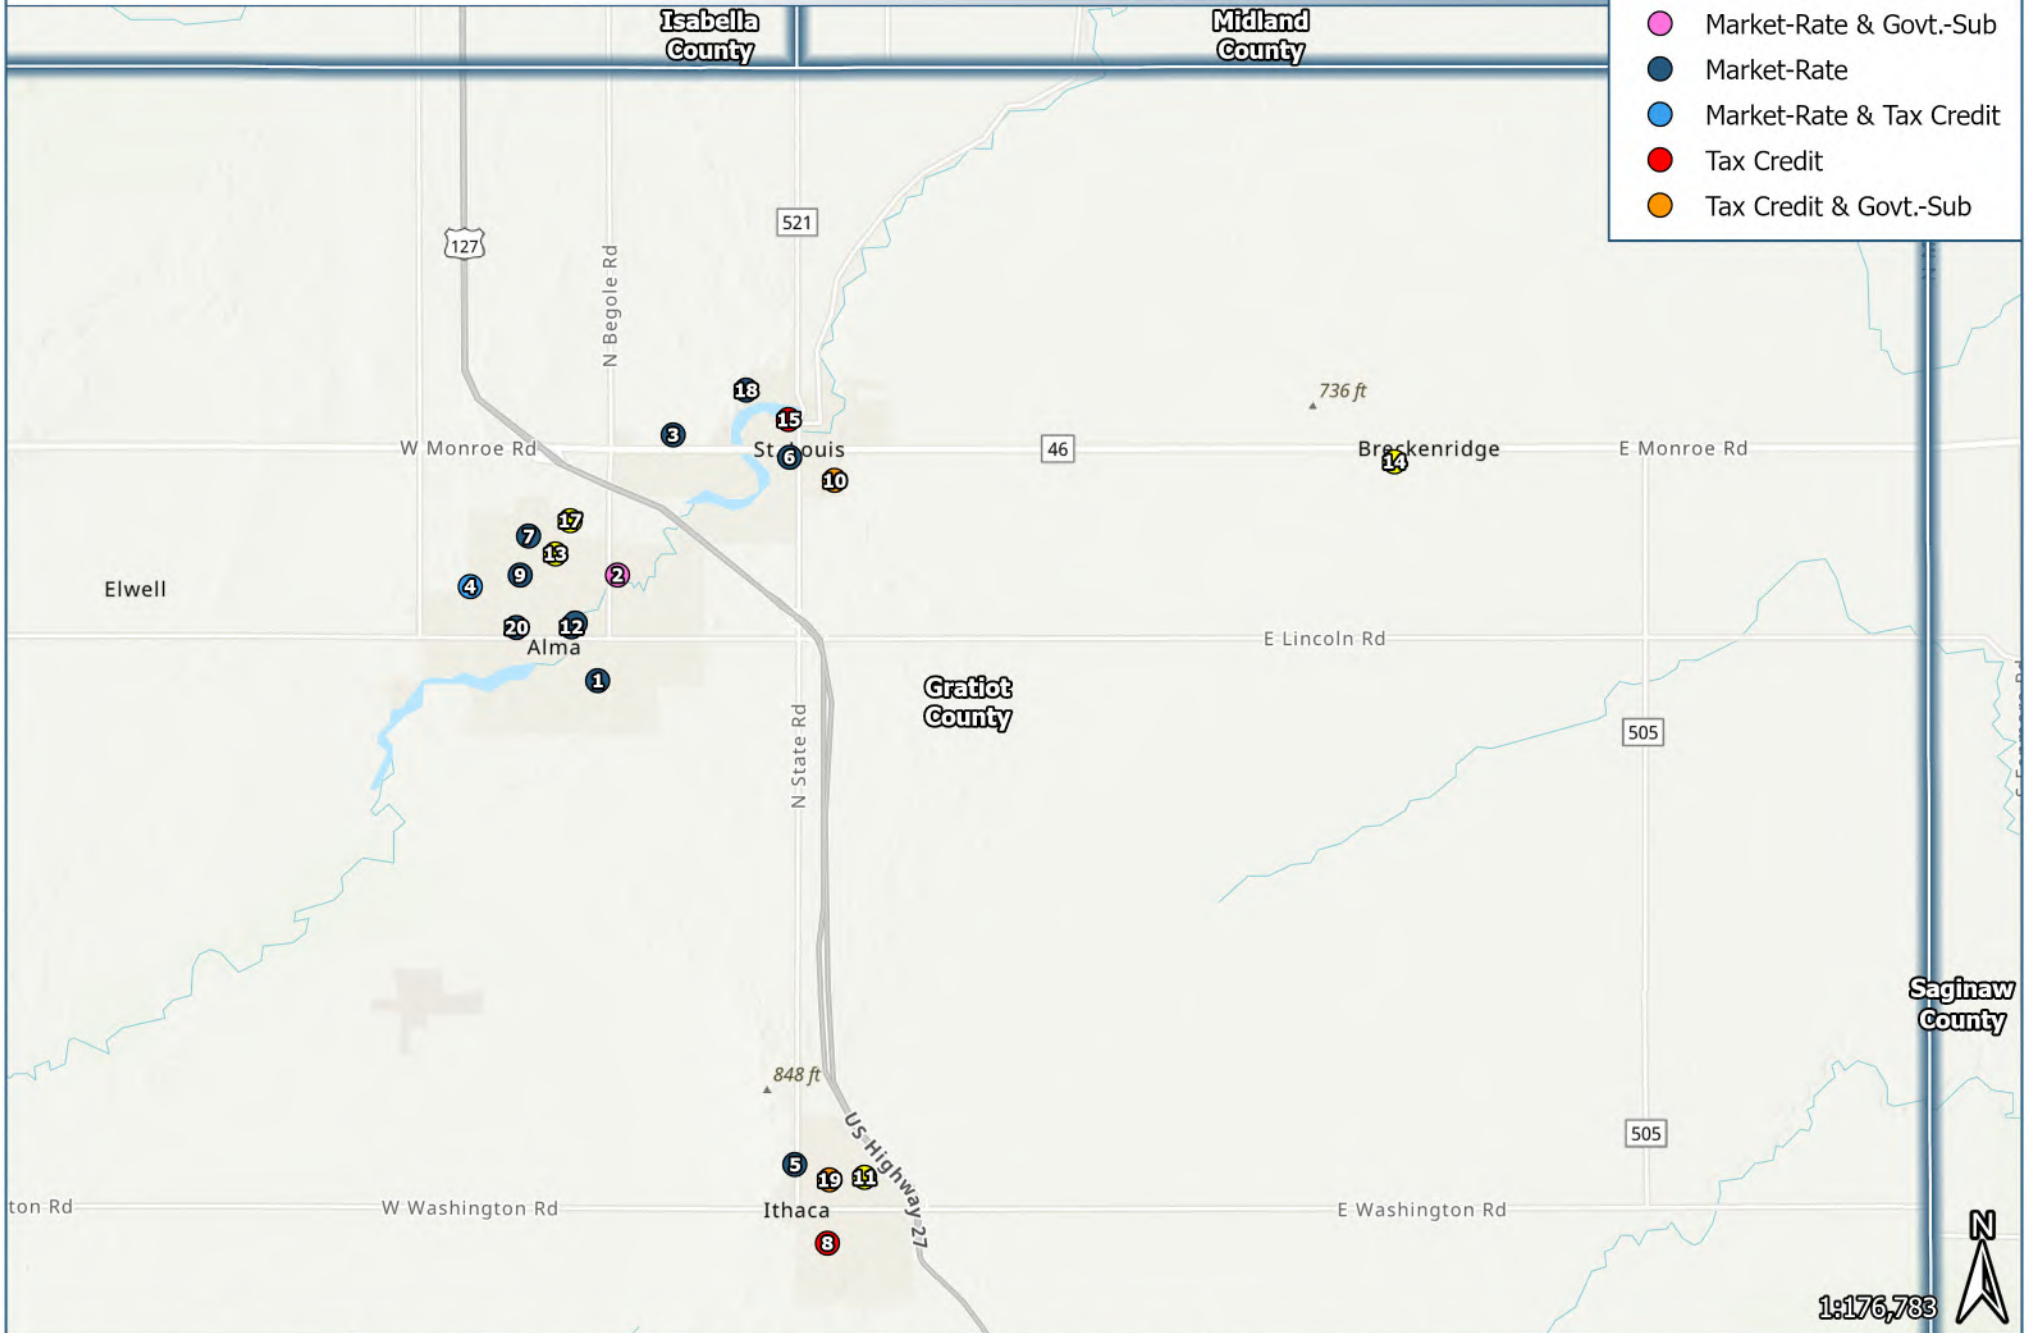 Isabella
County
Midland
County
Market-Rate & Govt.-Sub
Market-Rate
Market-Rate & Tax Credit
Tax Credit
Tax Credit & Govt.-Sub
521
127
N Begole Rd
736 ft
18
15
3
W Monroe Rd
St. Louis
6
46
Breckenridge
14
E Monroe Rd
10
17
7
13
9
2
4
Elwell
20
12
Alma
E Lincoln Rd
1
Gratiot
County
505
N State Rd
Saginaw
County
848 ft
US Highway 27
505
5
19
11
ton Rd
W Washington Rd
Ithaca
E Washington Rd
8
N
1:176,783